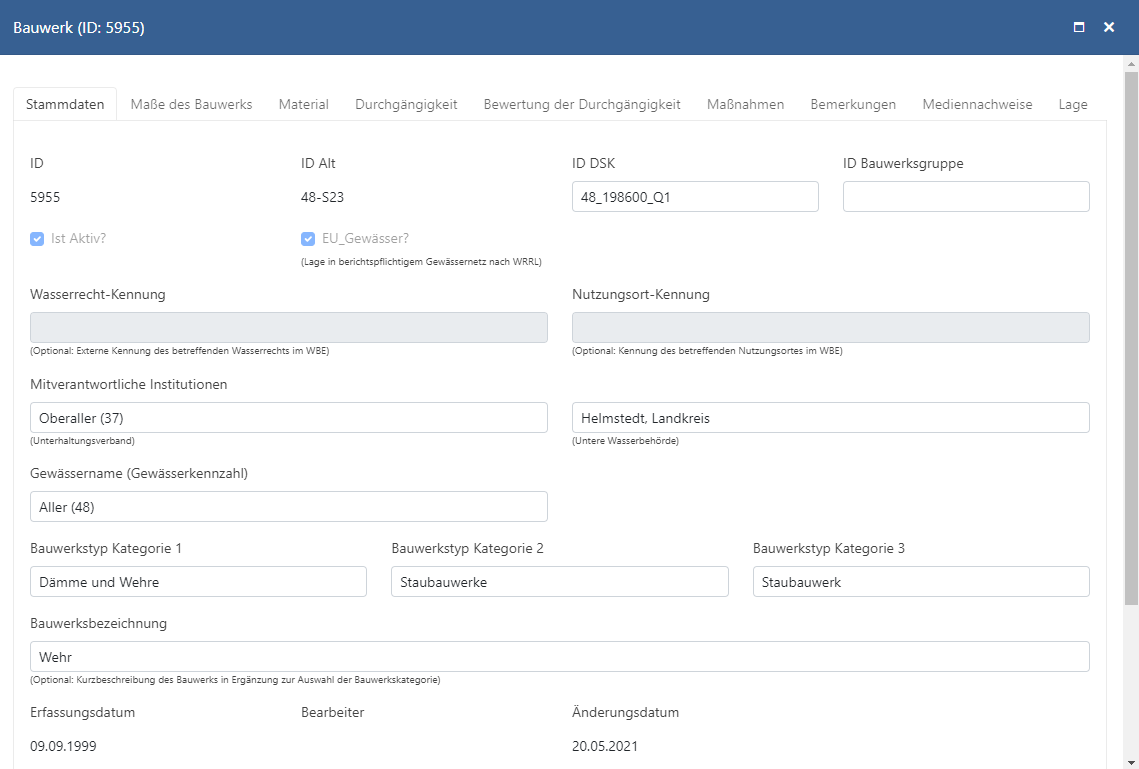 Bauwerk (ID: 5955)
Stammdaten Maße des Bauwerks Material Durchgängigkeit Bewertung der Durchgängigkeit Maßnahmen Bemerkungen Mediennachweise Lage
ID ID Alt ID DSK ID Bauwerksgruppe
5955 48-S23 48_198600_Q1
Ist Aktiv? EU_Gewässer?
(Lage in berichtspflichtigem Gewässernetz nach WRRL)
Wasserrecht-Kennung Nutzungsort-Kennung
(Optional: Externe Kennung des betreffenden Wasserrechts im WBE) (Optional: Kennung des betreffenden Nutzungsortes im WBE)
Mitverantwortliche Institutionen
Oberaller (37) Helmstedt, Landkreis
(Unterhaltungsverband) (Untere Wasserbehörde)
Gewässername (Gewässerkennzahl)
Aller (48)
Bauwerkstyp Kategorie 1 Bauwerkstyp Kategorie 2 Bauwerkstyp Kategorie 3
Dämme und Wehre Staubauwerke Staubauwerk
Bauwerksbezeichnung
Wehr
(Optional: Kurzbeschreibung des Bauwerks in Ergänzung zur Auswahl der Bauwerkskategorie)
Erfassungsdatum Bearbeiter Änderungsdatum
09.09.1999 20.05.2021